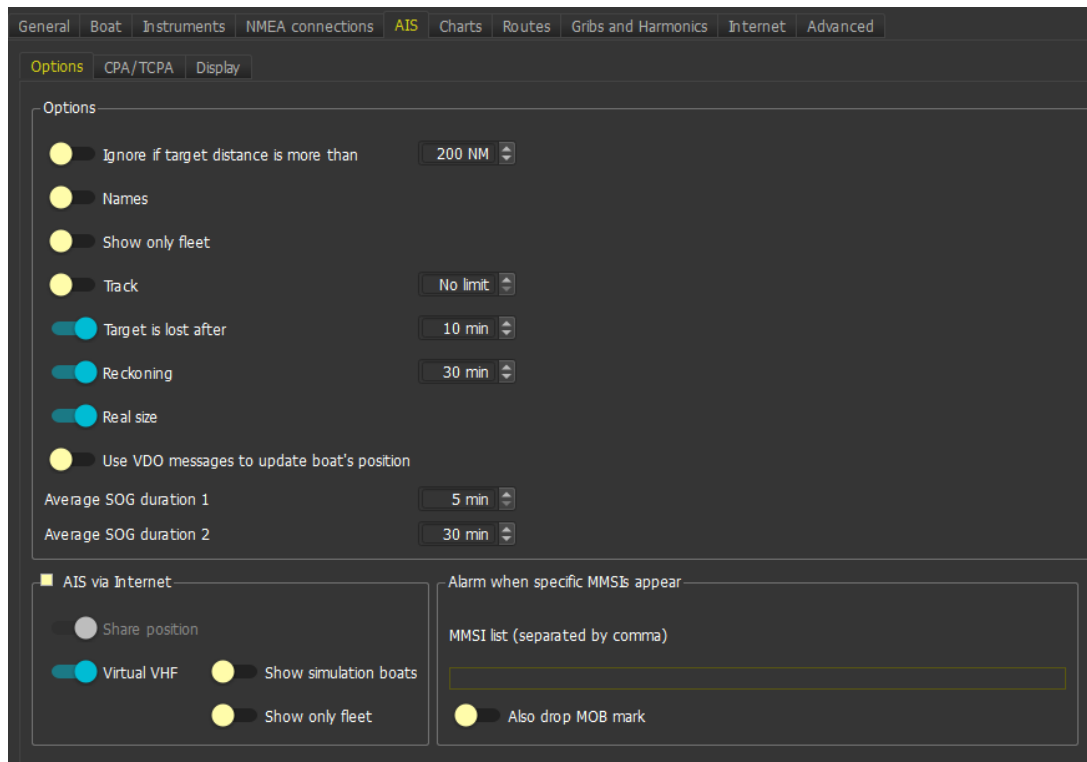 General Boat Instruments NMEA connections AIS Charts Routes Gribs and Harmonics Internet Advanced
Options CPA/TCPA Display
Options
Ignore if target distance is more than 200 NM
Names
Show only fleet
Track No limit
Target is lost after 10 min
Reckoning 30 min
Real size
Use VDO messages to update boat's position
Average SOG duration 1 5 min
Average SOG duration 2 30 min
AIS via Internet
Share position
Virtual VHF Show simulation boats
Show only fleet
Alarm when specific MMSIs appear
MMSI list (separated by comma)
Also drop MOB mark